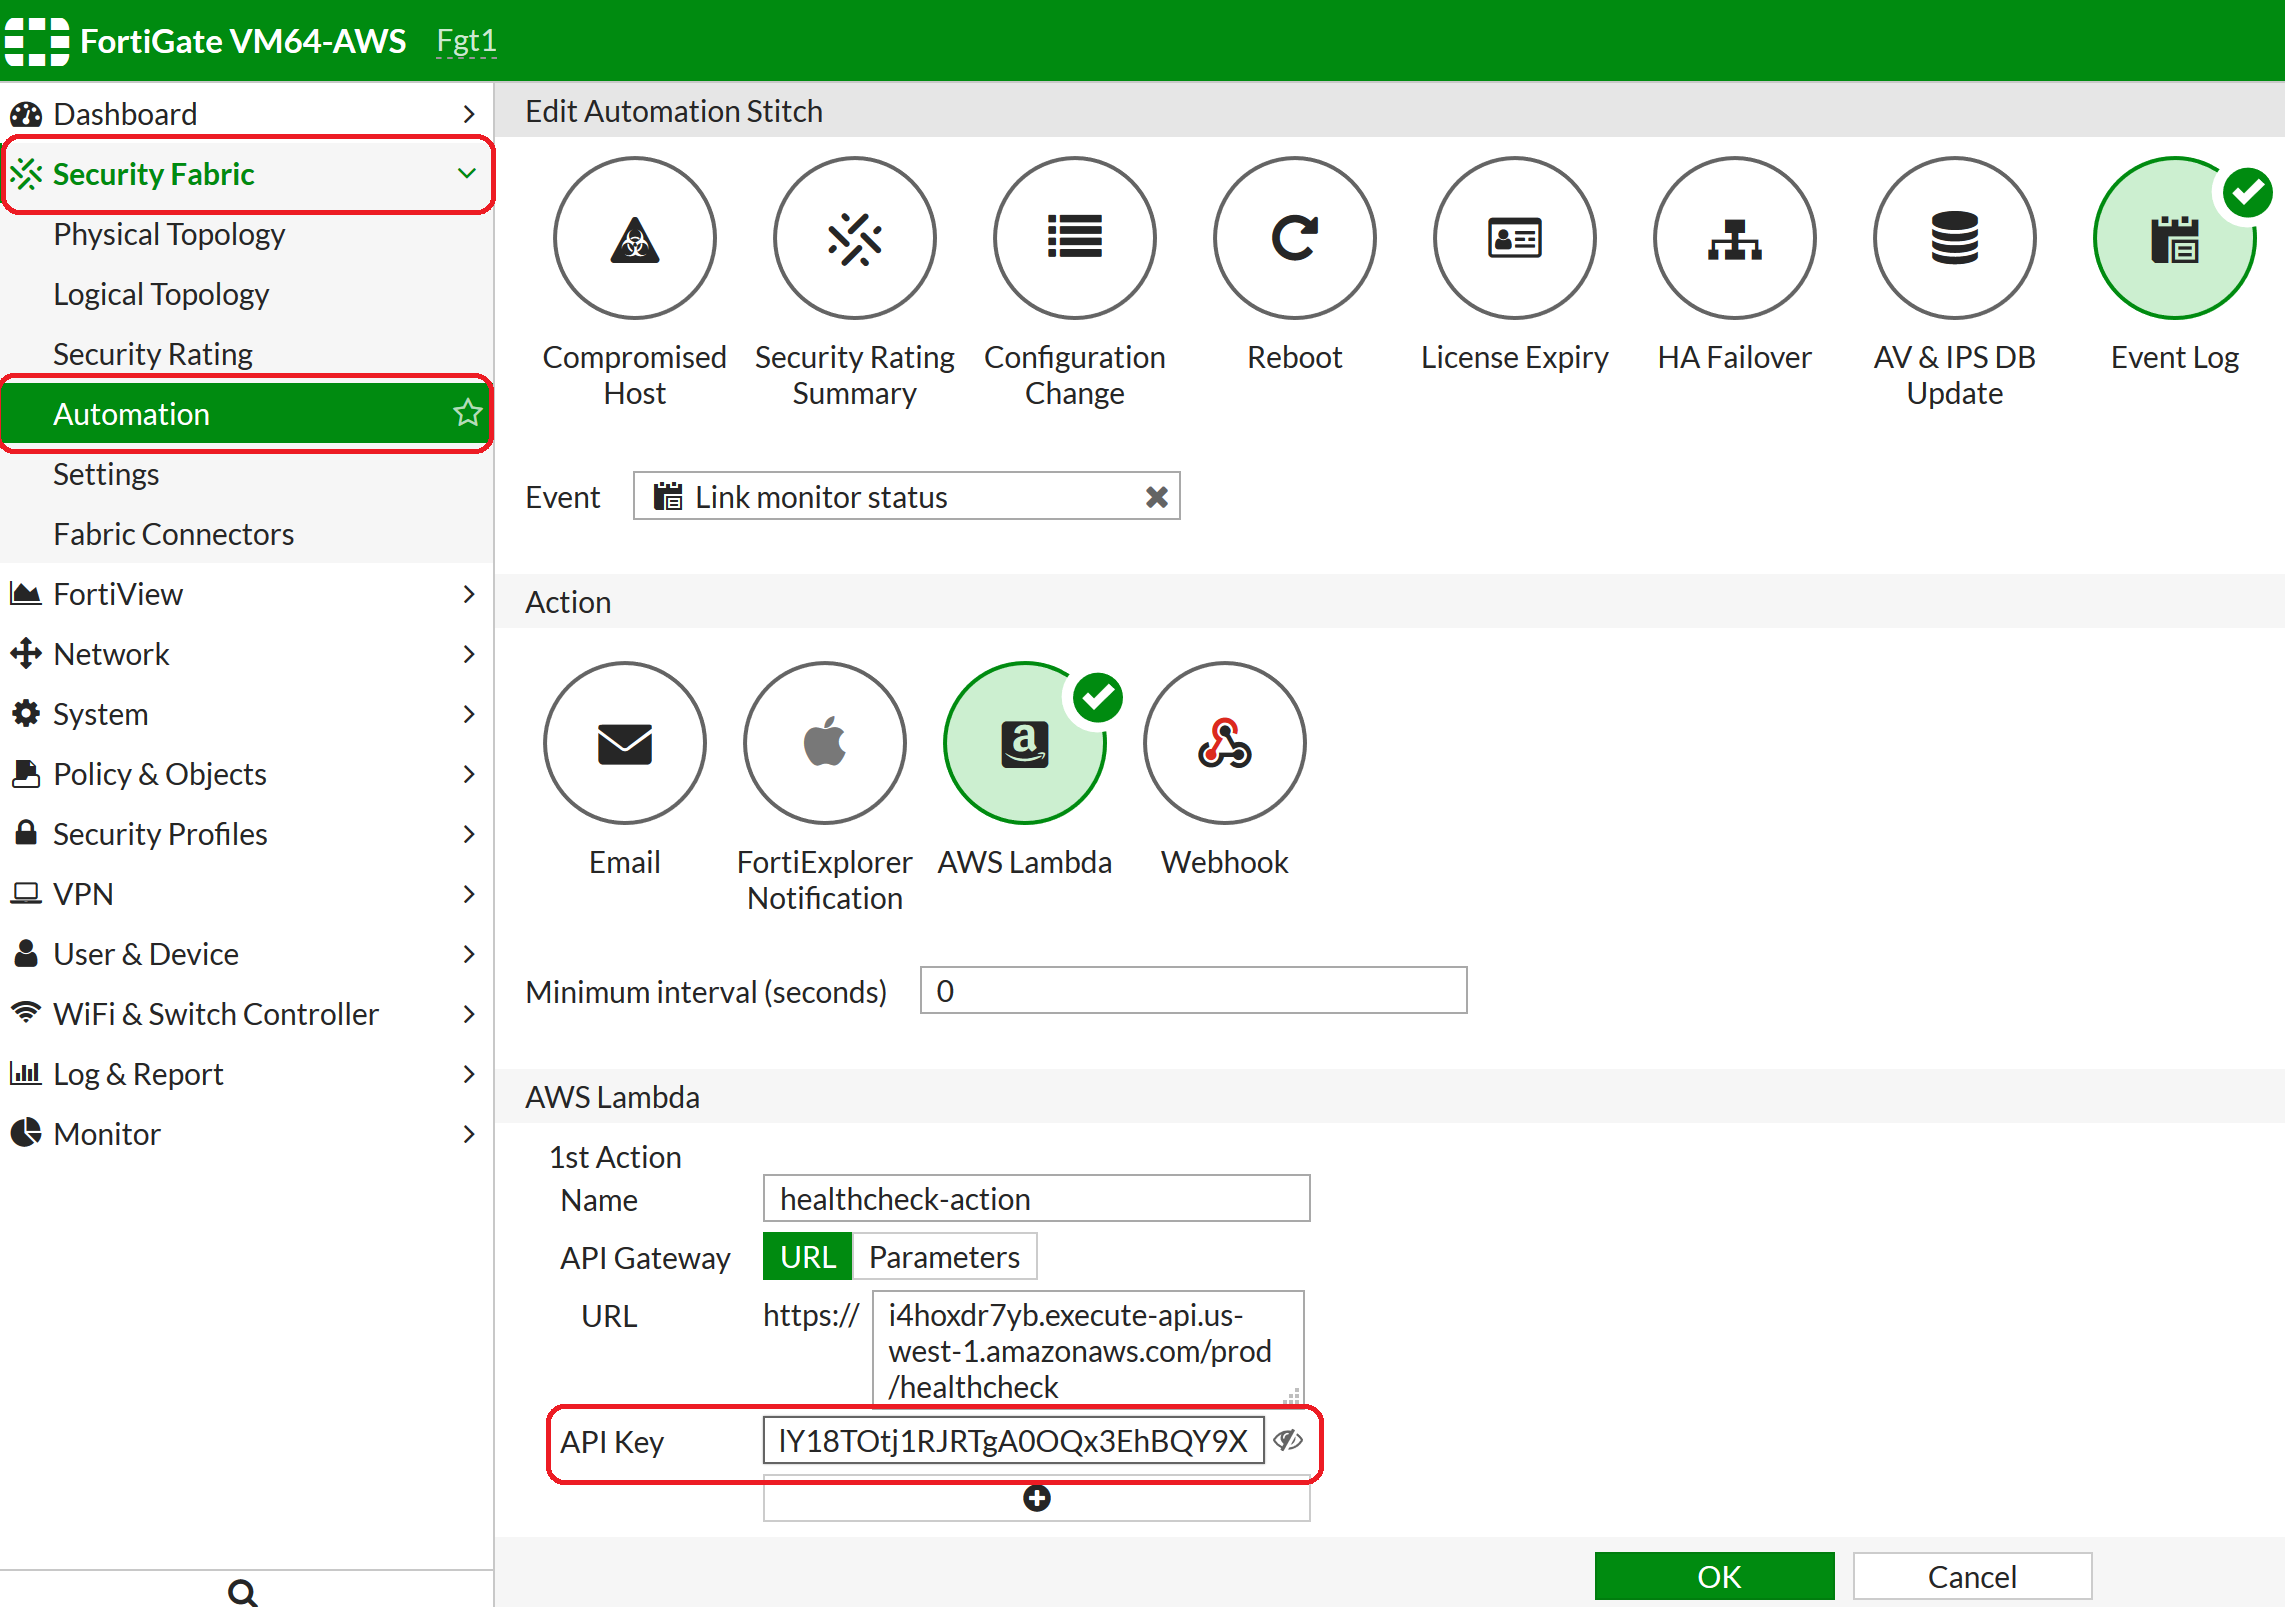 FortiGate VM64-AWS Fgt1
Dashboard
Security Fabric
Physical Topology
Logical Topology
Security Rating
Automation
Settings
Fabric Connectors
FortiView
Network
System
Policy & Objects
Security Profiles
VPN
User & Device
WiFi & Switch Controller
Log & Report
Monitor
Edit Automation Stitch
Compromised
Host
Security Rating
Summary
Configuration
Change
Reboot
License Expiry
HA Failover
AV & IPS DB
Update
Event Log
Event Link monitor status
Action
Email
FortiExplorer
Notification
AWS Lambda
Webhook
Minimum interval (seconds) 0
AWS Lambda
1st Action
Name healthcheck-action
API Gateway URL Parameters
URL https:// i4hoxdr7yb.execute-api.us-
west-1.amazonaws.com/prod
/healthcheck
API Key lY18TOtj1RJRTgA0OQx3EhBQY9X
OK Cancel